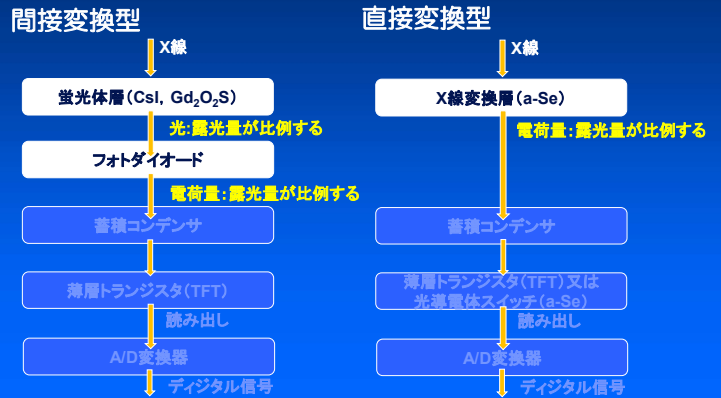 間接変換型
X線
蛍光体層（CsI，Gd2O2S）
光：露光量が比例する
フォトダイオード
電荷量：露光量が比例する
蓄積コンデンサ
薄層トランジスタ（TFT）
読み出し
A/D変換器
ディジタル信号
直接変換型
X線
X線変換層（a-Se）
電荷量：露光量が比例する
蓄積コンデンサ
薄層トランジスタ（TFT）又は
光導電体スイッチ（a-Se）
読み出し
A/D変換器
ディジタル信号